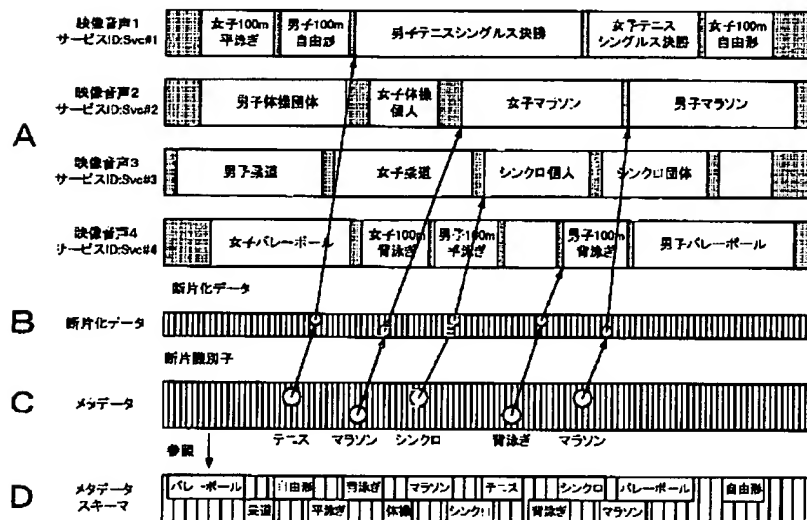 映像音声1
サービスID:Svc#1
女子100m
平泳ぎ
男子100m
自由形
男子テニスシングルス決勝
女子テニス
シングルス決勝
女子100m
自由形
A
映像音声2
サービスID:Svc#2
男子体操団体
女子体操
個人
女子マラソン
男子マラソン
映像音声3
サービスID:Svc#3
男子柔道
女子柔道
シンクロ個人
シンクロ団体
映像音声4
サービスID:Svc#4
女子バレーボール
女子100m
背泳ぎ
男子100m
平泳ぎ
男子100m
背泳ぎ
男子バレーボール
断片化データ
B
断片化データ
断片識別子
C
メタデータ
テニス
マラソン
シンクロ
背泳ぎ
マラソン
参照
D
メタデータ
スキーマ
バレーボール
自由形
背泳ぎ
マラソン
テニス
シンクロ
バレーボール
自由形
柔道
平泳ぎ
体操
シンクロ
背泳ぎ
マラソン